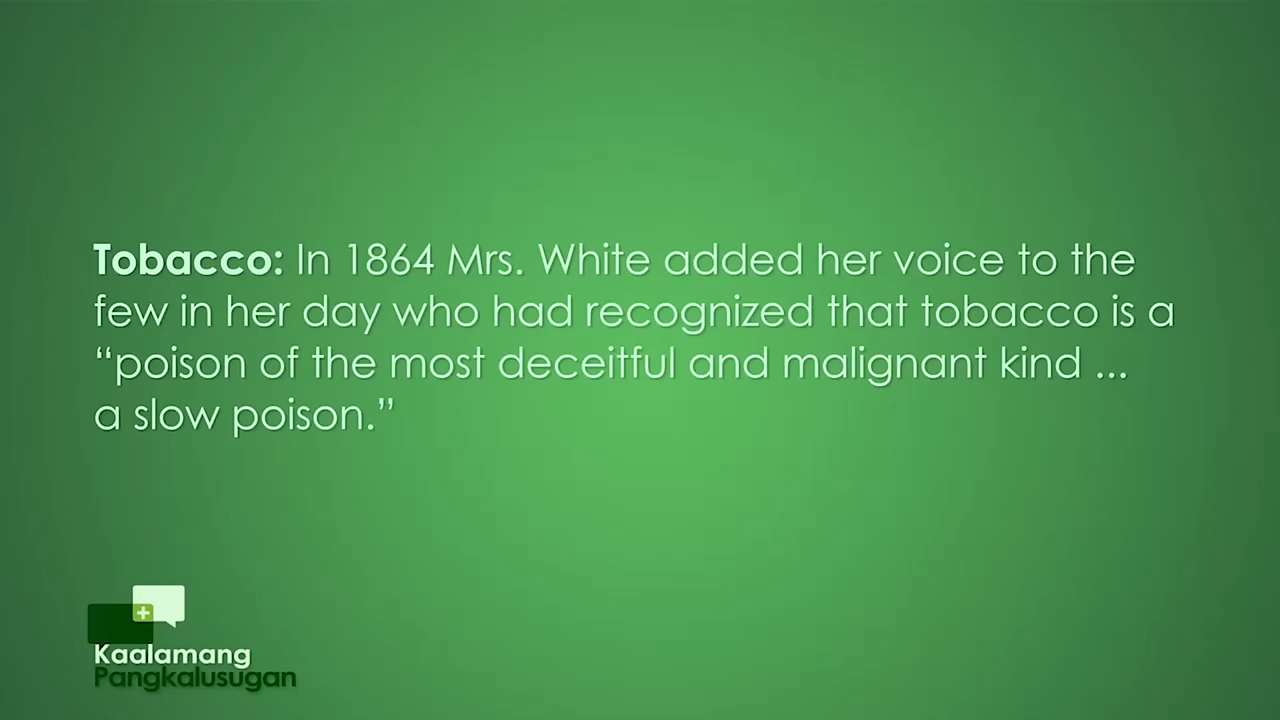 Tobacco: In 1864 Mrs. White added her voice to the
few in her day who had recognized that tobacco is a
“poison of the most deceitful and malignant kind ...
a slow poison.”
Kaalamang
Pangkalusugan